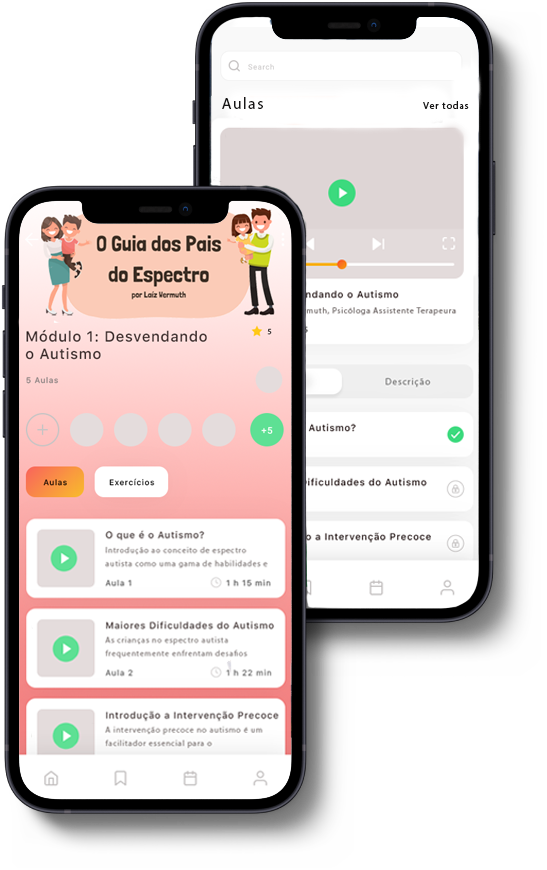 Search
Aulas
Ver todas
ndando o Autismo
muth, Psicóloga Assistente Terapeura
Descrição
Autismo?
ificuldades do Autismo
o a Intervenção Precoce
O Guia dos Pais
do Espectro
por Laiz Vermuth
Módulo 1: Desvendando
o Autismo
5
5 Aulas
+5
Aulas
Exercícios
O que é o Autismo?
Introdução ao conceito de espectro
autista como uma gama de habilidades e
Aula 1
1 h 15 min
Maiores Dificuldades do Autismo
As crianças no espectro autista
frequentemente enfrentam desafios
Aula 2
1 h 22 min
Introdução a Intervenção Precoce
A intervenção precoce no autismo é um
facilitador essencial para o